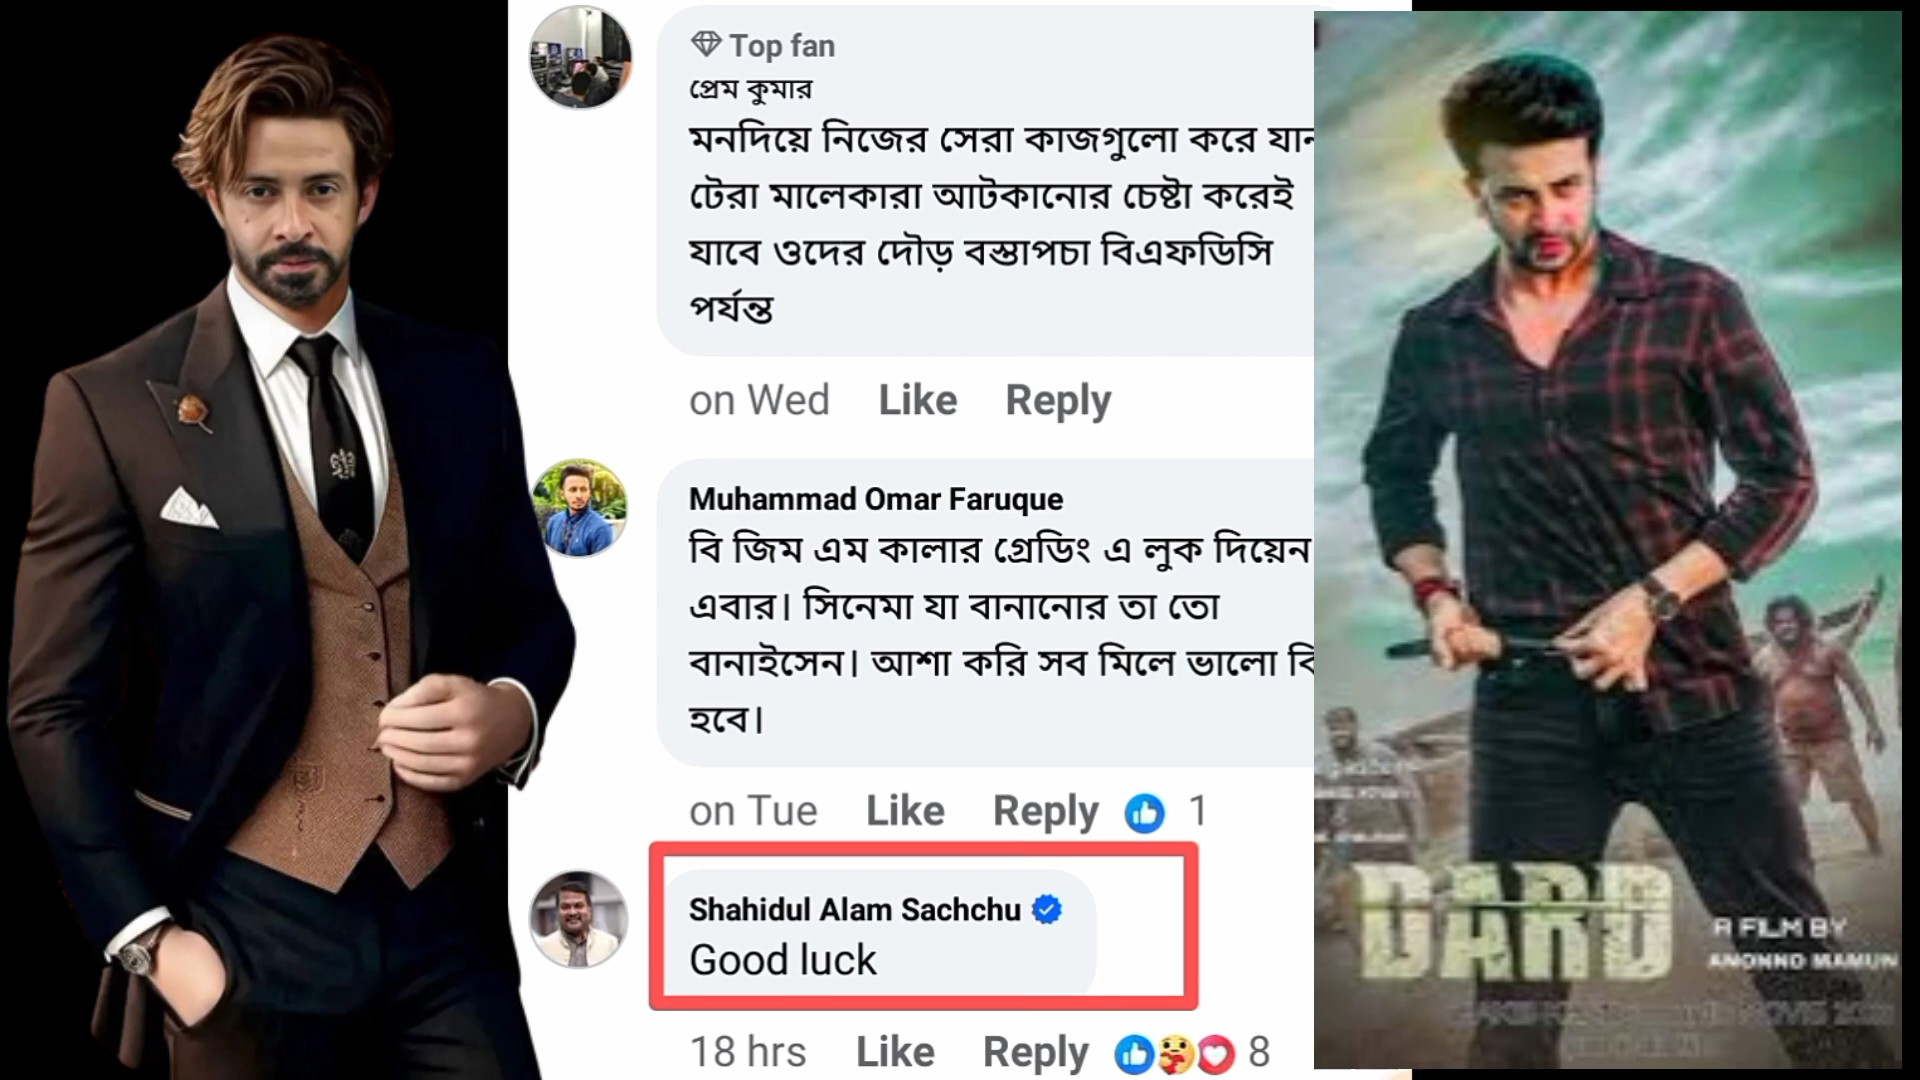 Top fan
প্রেম কুমার
মনদিয়ে নিজের সেরা কাজগুলো করে যান
টেরা মালেকারা আটকানোর চেষ্টা করেই
যাবে ওদের দৌড় বস্তাপচা বিএফডিসি
পর্যন্ত
on Wed Like Reply
Muhammad Omar Faruque
বি জিম এম কালার গ্রেডিং এ লুক দিয়েন
এবার। সিনেমা যা বানানোর তা তো
বানাইসেন। আশা করি সব মিলে ভালো
হবে।
on Tue Like Reply 1
Shahidul Alam Sachchu
Good luck
18 hrs Like Reply 8
DARD
A FILM BY
ANONNO MAMUN